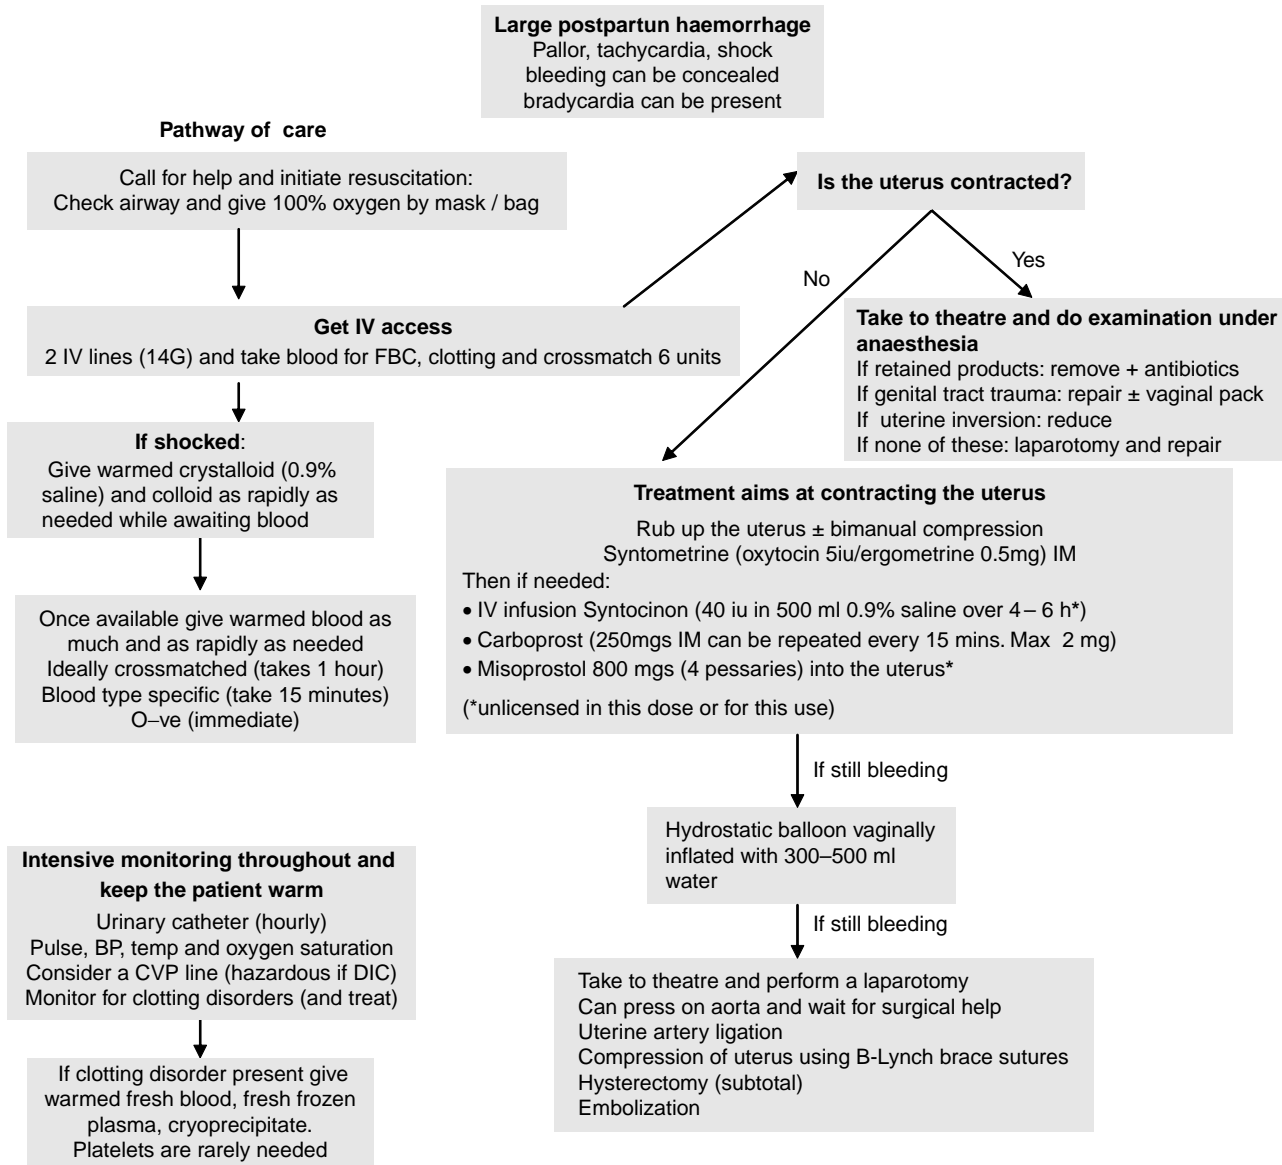 Large postpartun haemorrhage
Pallor, tachycardia, shock
bleeding can be concealed
bradycardia can be present
Pathway of care
Call for help and initiate resuscitation:
Check airway and give 100% oxygen by mask / bag
Get IV access
2 IV lines (14G) and take blood for FBC, clotting and crossmatch 6 units
If shocked:
Give warmed crystalloid (0.9%
saline) and colloid as rapidly as
needed while awaiting blood
Once available give warmed blood as
much and as rapidly as needed
Ideally crossmatched (takes 1 hour)
Blood type specific (take 15 minutes)
O–ve (immediate)
Intensive monitoring throughout and
keep the patient warm
Urinary catheter (hourly)
Pulse, BP, temp and oxygen saturation
Consider a CVP line (hazardous if DIC)
Monitor for clotting disorders (and treat)
If clotting disorder present give
warmed fresh blood, fresh frozen
plasma, cryoprecipitate.
Platelets are rarely needed
Is the uterus contracted?
No
Yes
Take to theatre and do examination under
anaesthesia
If retained products: remove + antibiotics
If genital tract trauma: repair ± vaginal pack
If uterine inversion: reduce
If none of these: laparotomy and repair
Treatment aims at contracting the uterus
Rub up the uterus ± bimanual compression
Syntometrine (oxytocin 5iu/ergometrine 0.5mg) IM
Then if needed:
• IV infusion Syntocinon (40 iu in 500 ml 0.9% saline over 4–6 h*)
• Carboprost (250mgs IM can be repeated every 15 mins. Max 2 mg)
• Misoprostol 800 mgs (4 pessaries) into the uterus*
(*unlicensed in this dose or for this use)
If still bleeding
Hydrostatic balloon vaginally
inflated with 300–500 ml
water
If still bleeding
Take to theatre and perform a laparotomy
Can press on aorta and wait for surgical help
Uterine artery ligation
Compression of uterus using B-Lynch brace sutures
Hysterectomy (subtotal)
Embolization